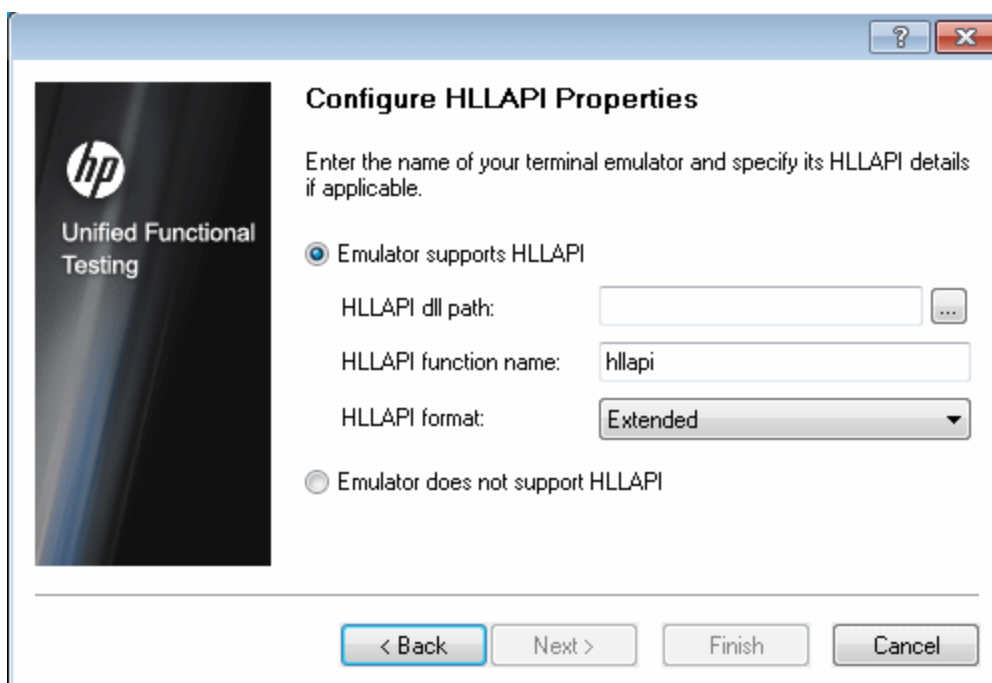 ?
Configure HLLAPI Properties
hp
Enter the name of your terminal emulator and specify its HLLAPI details
if applicable.
Unified Functional
Testing
Emulator supports HLLAPI
HLLAPI dll path:
...
HLLAPI function name:
hllapi
HLLAPI format:
Extended
Emulator does not support HLLAPI
< Back
Next >
Finish
Cancel